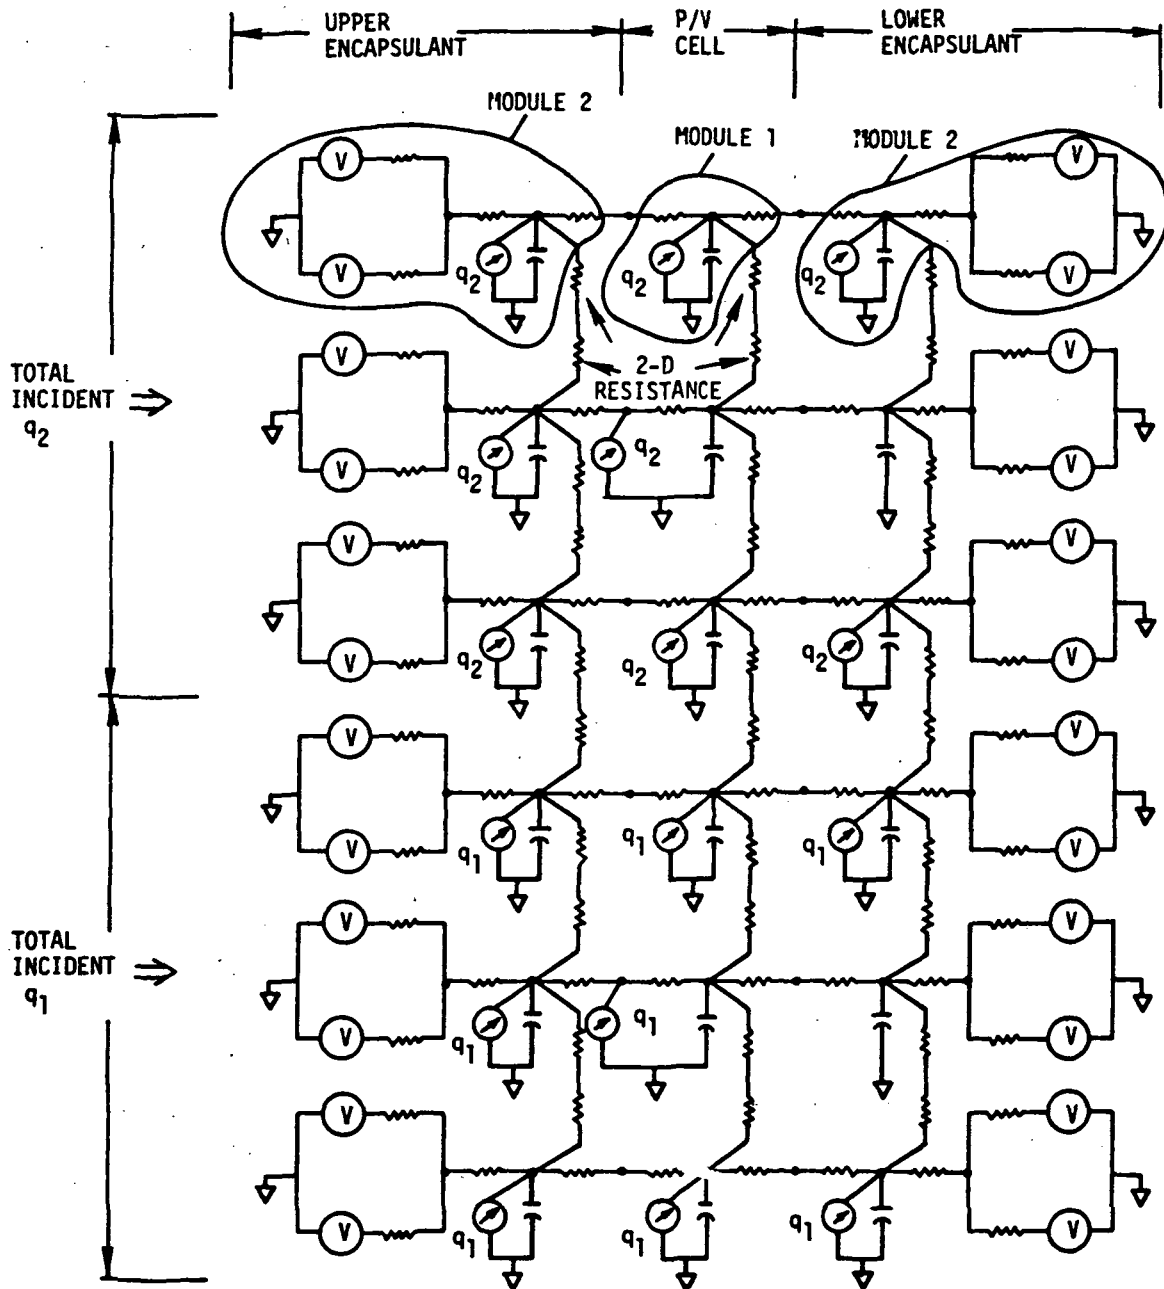 UPPER
ENCAPSULANT
P/V
CELL
LOWER
ENCAPSULANT
MODULE 2
MODULE 1
MODULE 2
V
V
V
V
q2
q2
q2
2-D
RESISTANCE
TOTAL
INCIDENT
q2
V
V
V
V
q2
q2
V
V
V
V
q2
q2
q2
V
V
V
V
q1
q1
q1
TOTAL
INCIDENT
q1
V
V
V
V
q1
q1
V
V
V
V
q1
q1
q1